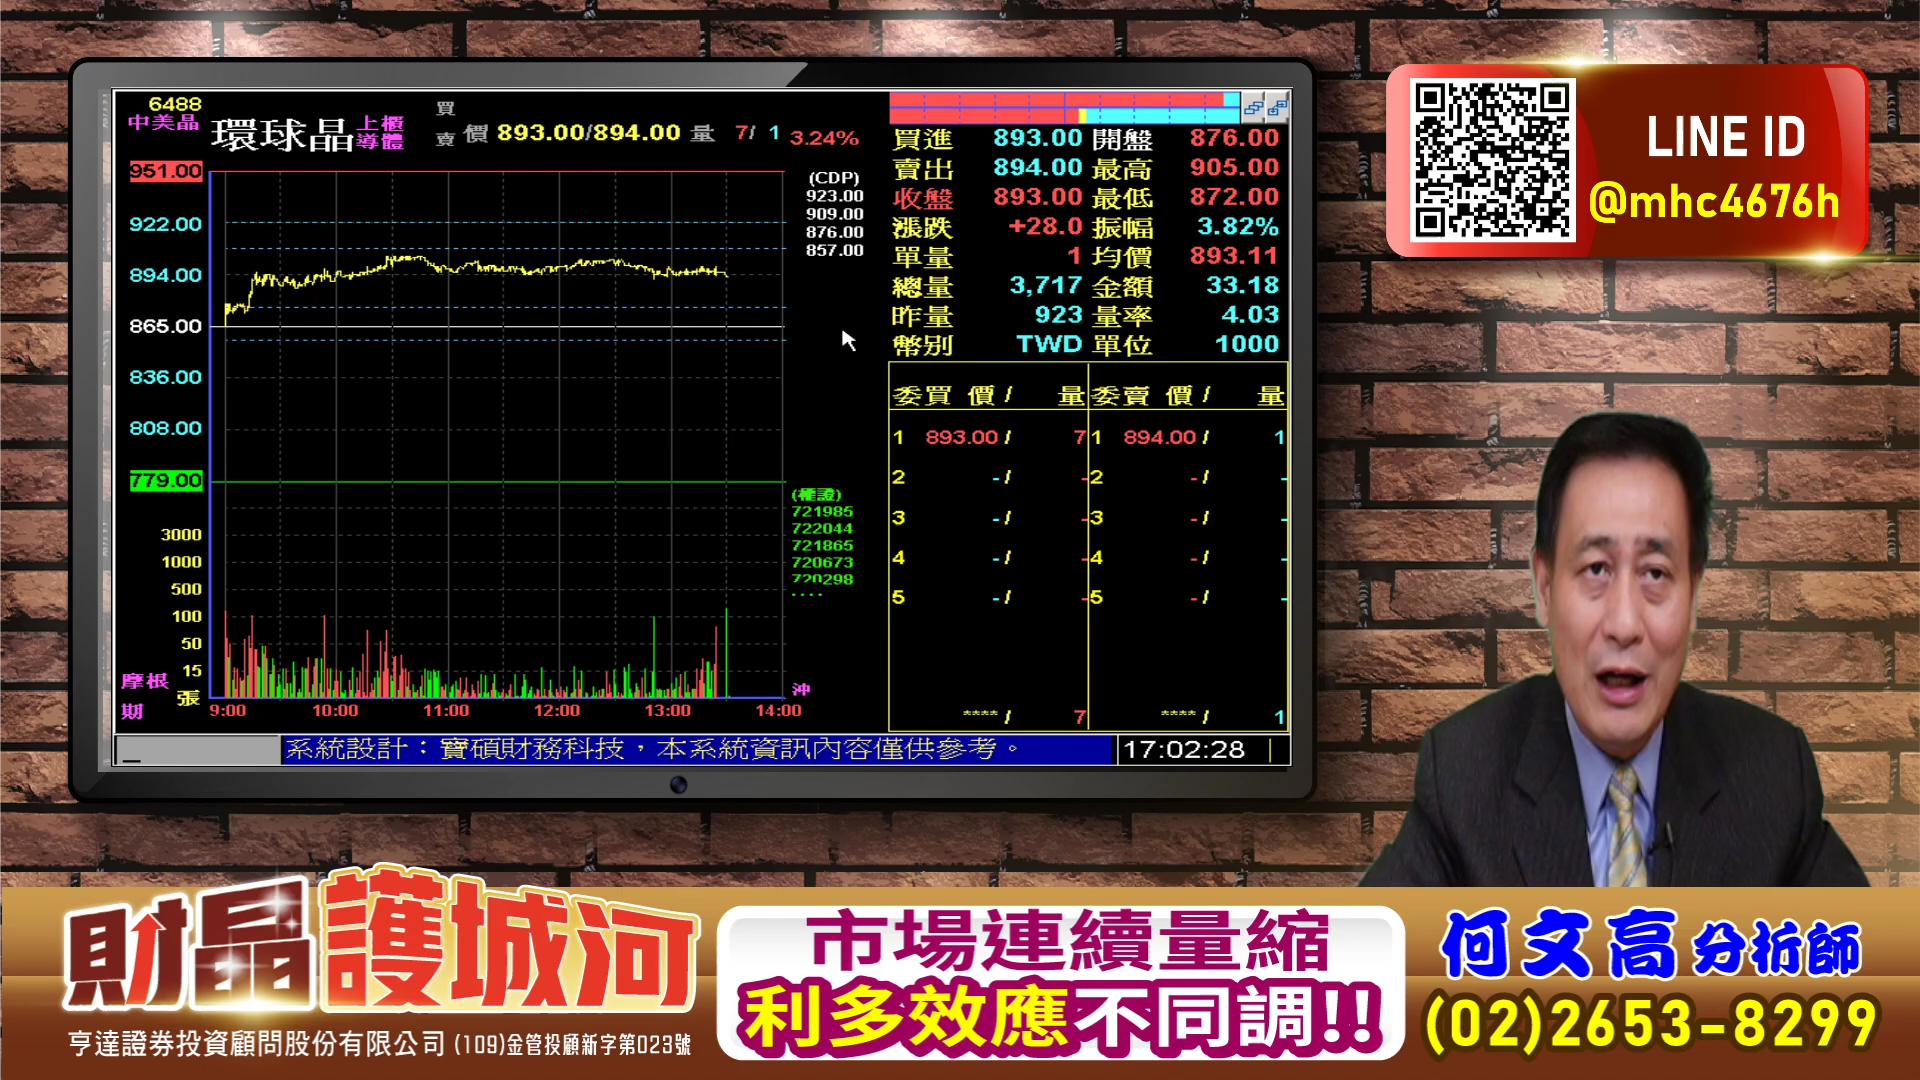 6488
中美晶
環球晶
上櫃
導體
買
賣 價 893.00/894.00 量 7/ 1 3.24%
951.00
922.00
894.00
865.00
836.00
808.00
779.00
3000
1000
500
100
50
15
張
摩根
期
9:00 10:00 11:00 12:00 13:00 14:00
(CDP)
923.00
909.00
876.00
857.00
(權證)
721985
722044
721865
720673
720298
....
沖
買進 893.00 開盤 876.00
賣出 894.00 最高 905.00
收盤 893.00 最低 872.00
漲跌 +28.0 振幅 3.82%
單量 1 均價 893.11
總量 3,717 金額 33.18
昨量 923 量率 4.03
幣別 TWD 單位 1000
委買 價/ 量 委賣 價/ 量
1 893.00/ 7 1 894.00/ 1
2 -/ - 2 -/ -
3 -/ - 3 -/ -
4 -/ - 4 -/ -
5 -/ - 5 -/ -
****/ 7 ****/ 1
系統設計：寶碩財務科技，本系統資訊內容僅供參考。
17:02:28
LINE ID
@mhc4676h
財晶護城河
亨達證券投資顧問股份有限公司 (109)金管投顧新字第023號
市場連續量縮
利多效應不同調!!
何文高分析師
(02)2653-8299